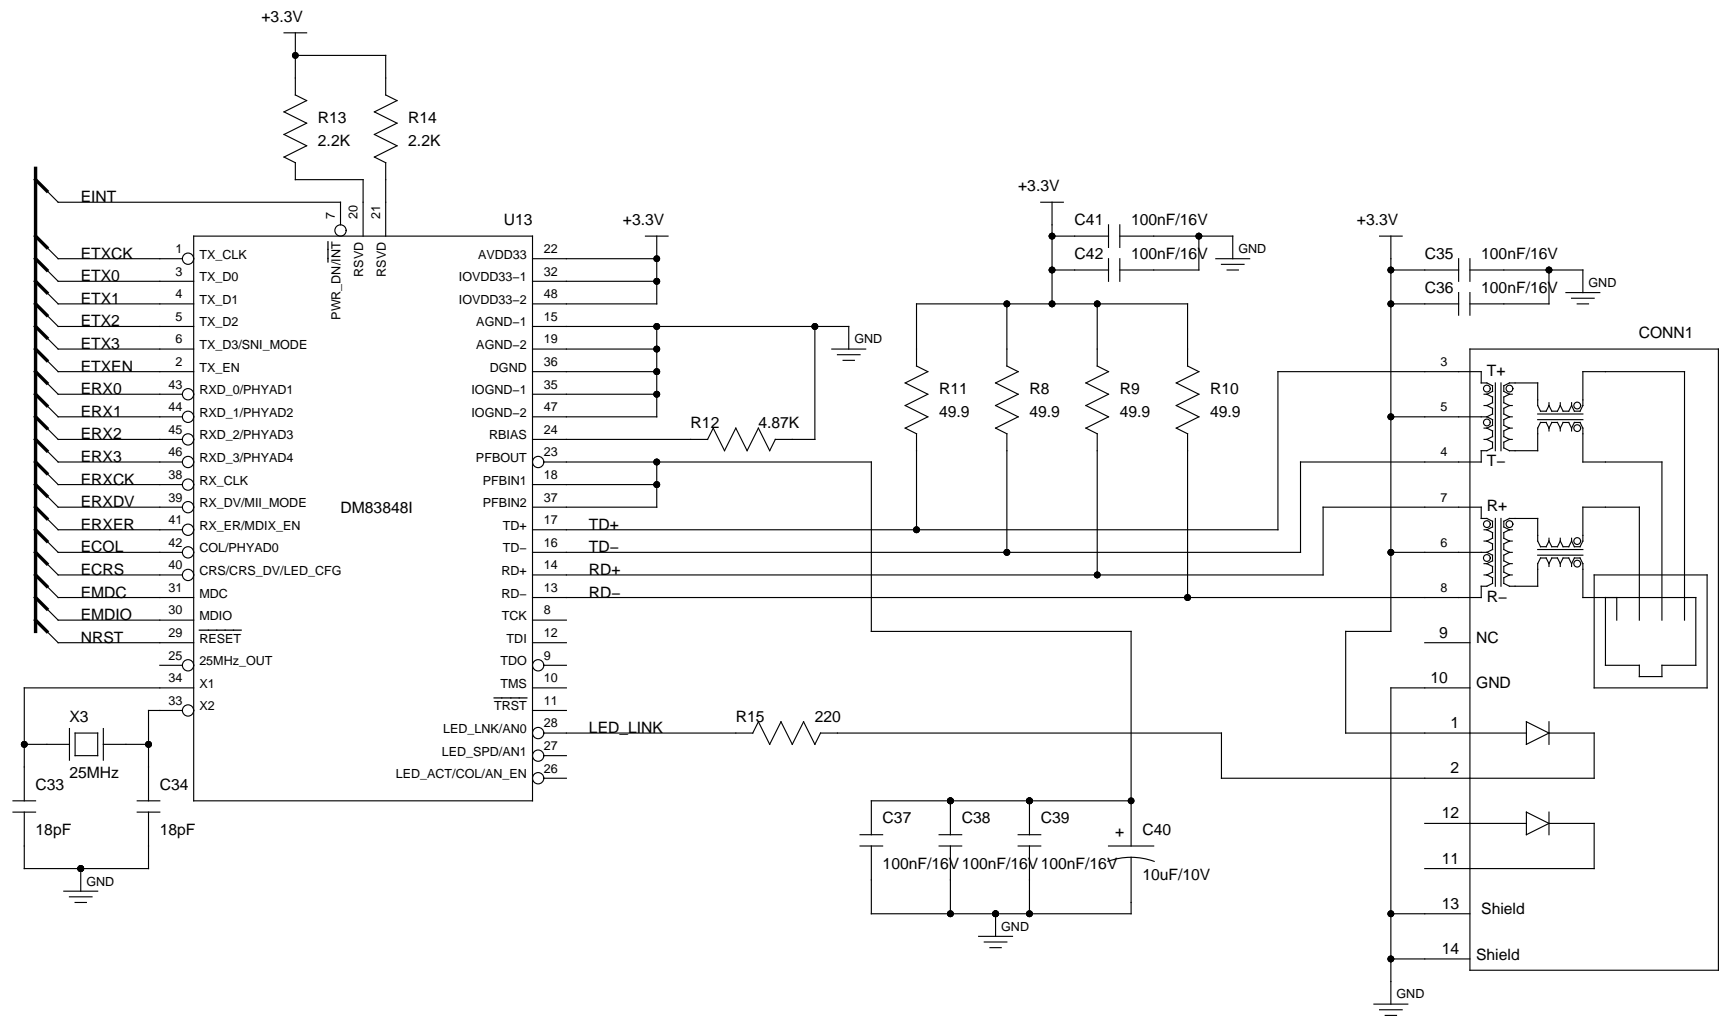 +3.3V
R13
2.2K
R14
2.2K
EINT
7
20
21
U13
+3.3V
PWR_DN/INT
RSVD
RSVD
ETXCK 1 TX_CLK
ETX0 3 TX_D0
ETX1 4 TX_D1
ETX2 5 TX_D2
ETX3 6 TX_D3/SNI_MODE
ETXEN 2 TX_EN
ERX0 43 RXD_0/PHYAD1
ERX1 44 RXD_1/PHYAD2
ERX2 45 RXD_2/PHYAD3
ERX3 46 RXD_3/PHYAD4
ERXCK 38 RX_CLK
ERXDV 39 RX_DV/MII_MODE
ERXER 41 RX_ER/MDIX_EN
ECOL 42 COL/PHYAD0
ECRS 40 CRS/CRS_DV/LED_CFG
EMDC 31 MDC
EMDIO 30 MDIO
NRST 29 RESET
25 25MHz_OUT
34 X1
33 X2
DM83848I
AVDD33 22
IOVDD33-1 32
IOVDD33-2 48
AGND-1 15
AGND-2 19
DGND 36
IOGND-1 35
IOGND-2 47
RBIAS 24
PFBOUT 23
PFBIN1 18
PFBIN2 37
TD+ 17 TD+
TD- 16 TD-
RD+ 14 RD+
RD- 13 RD-
TCK 8
TDI 12
TDO 9
TMS 10
TRST 11
LED_LNK/AN0 28 LED_LINK
LED_SPD/AN1 27
LED_ACT/COL/AN_EN 26
GND
R12 4.87K
R15 220
X3
25MHz
C33
18pF
C34
18pF
GND
+3.3V
C41 100nF/16V
C42 100nF/16V
GND
R11
49.9
R8
49.9
R9
49.9
R10
49.9
C37
100nF/16V
C38
100nF/16V
C39
100nF/16V
+
C40
10uF/10V
GND
+3.3V
C35 100nF/16V
C36 100nF/16V
GND
CONN1
3 T+
5
4 T-
7 R+
6
8 R-
9 NC
10 GND
1
2
12
11
13 Shield
14 Shield
GND